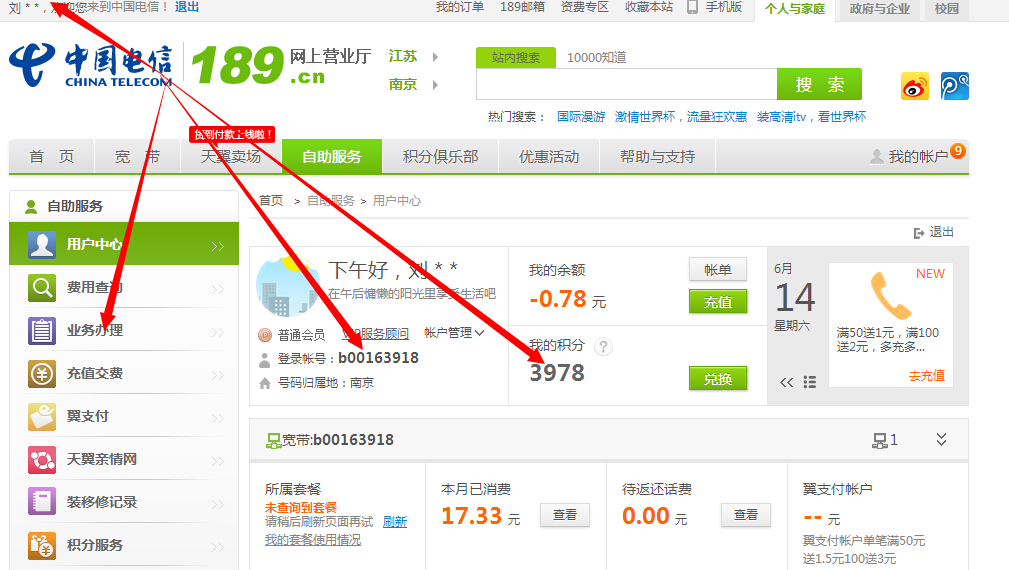 刘 * *，欢迎您来到中国电信！ 退出 我的订单 189邮箱 资费专区 收藏本站 手机版 个人与家庭 政府与企业 校园
中国电信
CHINA TELECOM
189
.cn
网上营业厅
江苏
南京
站内搜索 10000知道
搜 索
热门搜索： 国际漫游 激情世界杯，流量狂欢惠 装高清itv，看世界杯
货到付款上线啦！
首 页 宽 带 天翼卖场 自助服务 积分俱乐部 优惠活动 帮助与支持 我的帐户 9
自助服务
用户中心
费用查询
业务办理
充值交费
翼支付
天翼亲情网
装移修记录
积分服务
首页 > 自助服务 > 用户中心
退出
下午好，刘 * *
在午后慵懒的阳光里享受生活吧
普通会员 VIP服务顾问 帐户管理
登录帐号：b00163918
号码归属地：南京
我的余额 帐单
-0.78 元 充值
我的积分 ?
3978 兑换
6月
14
星期六
<<
NEW
满50送1元，满100
送2元，多充多...
去充值
宽带:b00163918 1
所属套餐
未查询到套餐
请稍后刷新页面再试 刷新
我的套餐使用情况
本月已消费
17.33 元 查看
待返还话费
0.00 元 查看
翼支付帐户
-- 元
翼支付帐户单笔满50元
送1.5元100送3元